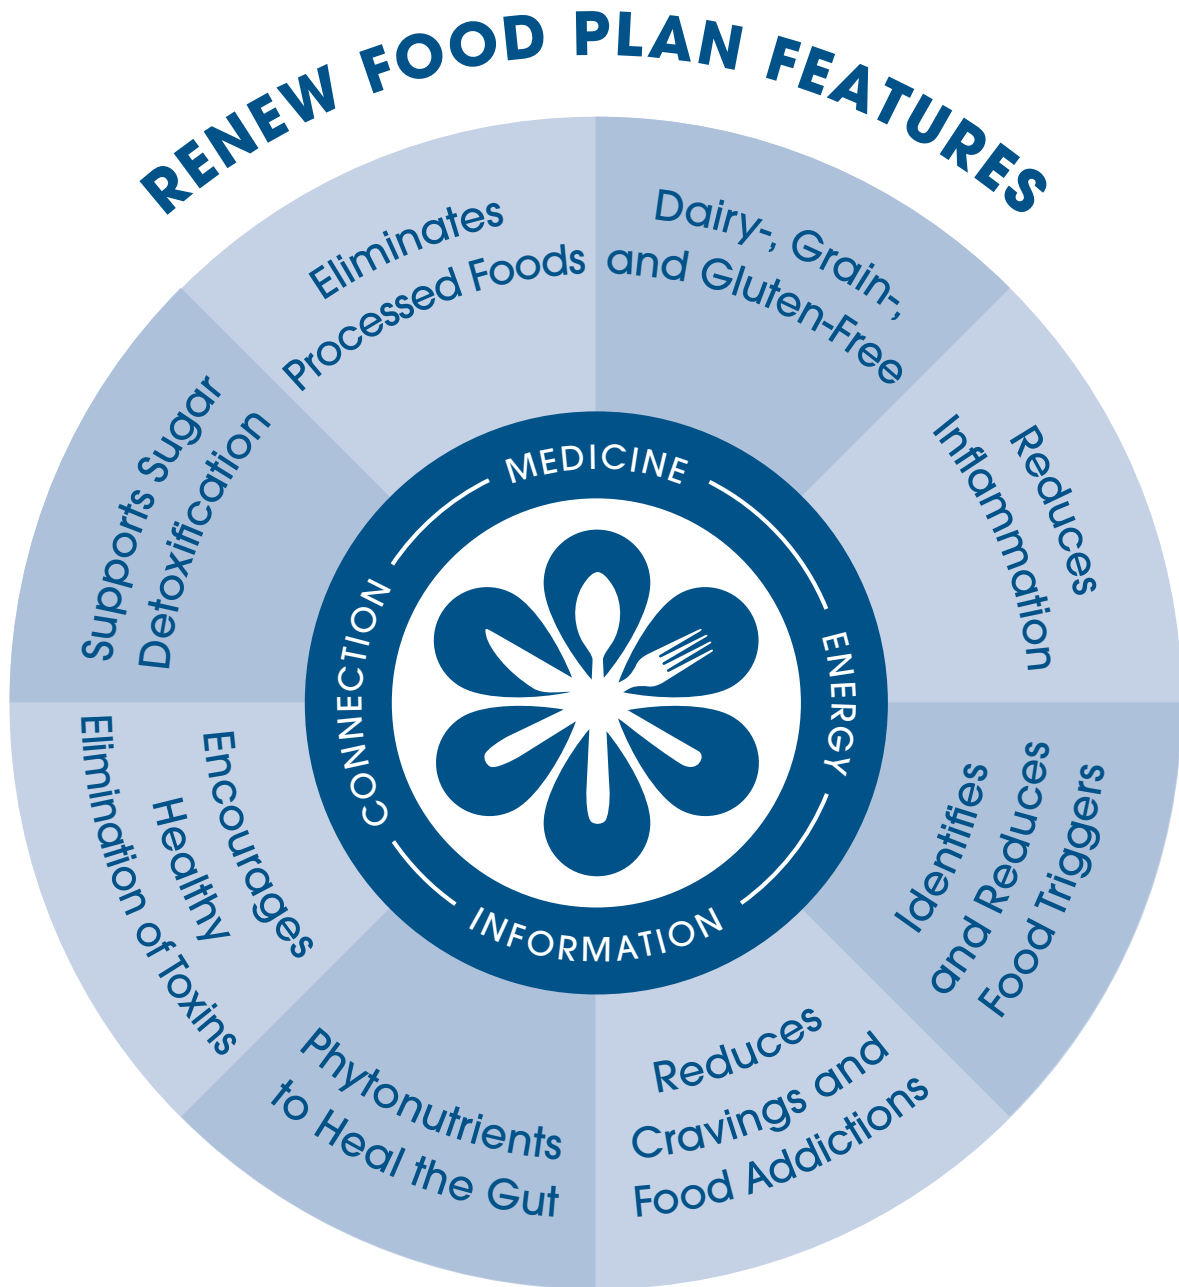 RENEW FOOD PLAN FEATURES
Dairy-, Grain-,
and Gluten-Free
Reduces
Inflammation
Identifies
and Reduces
Food Triggers
Reduces
Cravings and
Food Addictions
Phytonutrients
to Heal the Gut
Encourages
Healthy
Elimination of Toxins
Supports Sugar
Detoxification
Eliminates
Processed Foods
MEDICINE
ENERGY
INFORMATION
CONNECTION